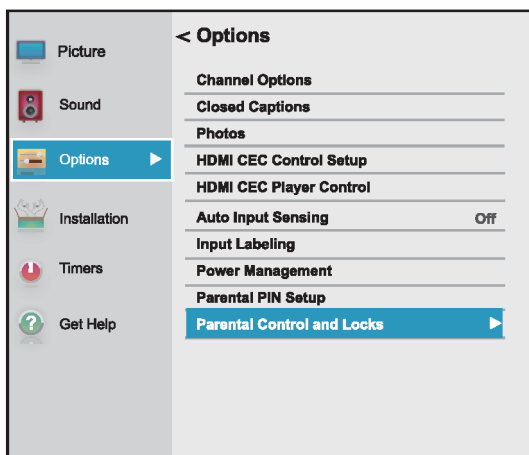 Picture
Sound
Options
Installation
Timers
Get Help
< Options
Channel Options
Closed Captions
Photos
HDMI CEC Control Setup
HDMI CEC Player Control
Auto Input Sensing Off
Input Labeling
Power Management
Parental PIN Setup
Parental Control and Locks